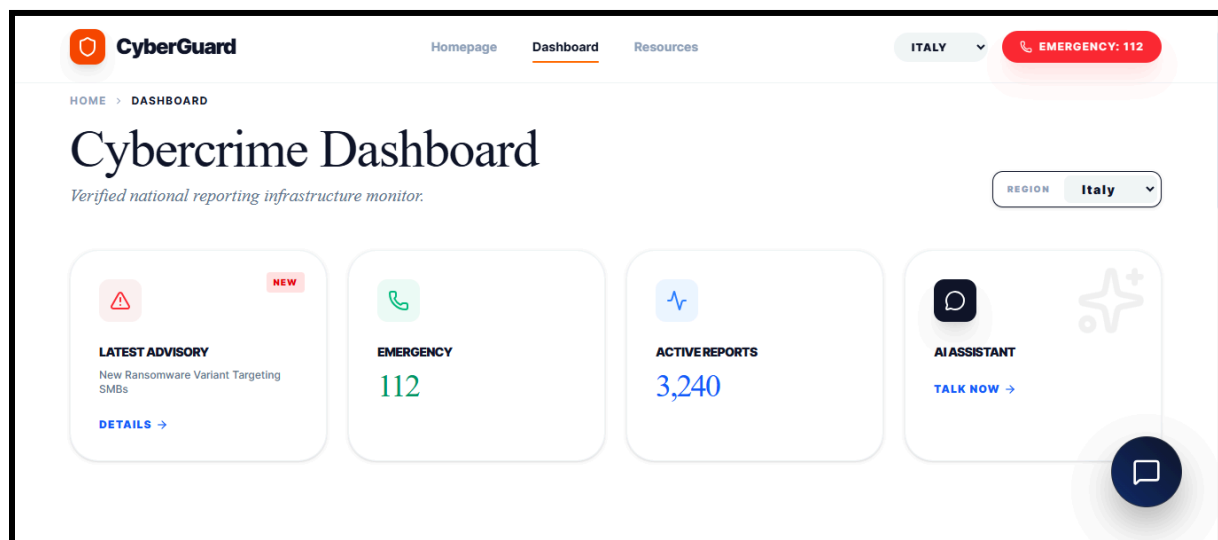 CyberGuard
Homepage
Dashboard
Resources
ITALY
EMERGENCY: 112
HOME > DASHBOARD
Cybercrime Dashboard
Verified national reporting infrastructure monitor.
REGION
Italy
NEW
LATEST ADVISORY
New Ransomware Variant Targeting
SMBs
DETAILS →
EMERGENCY
112
ACTIVE REPORTS
3,240
AI ASSISTANT
TALK NOW →